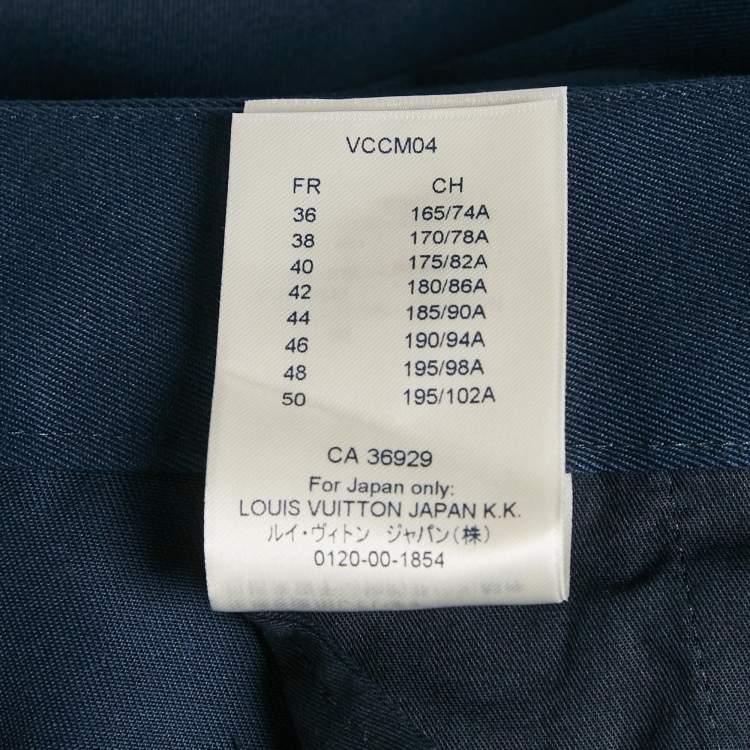 VCCM04
FR CH
36 165/74A
38 170/78A
40 175/82A
42 180/86A
44 185/90A
46 190/94A
48 195/98A
50 195/102A
CA 36929
For Japan only:
LOUIS VUITTON JAPAN K.K.
ルイ・ヴィトン ジャパン(株)
0120-00-1854